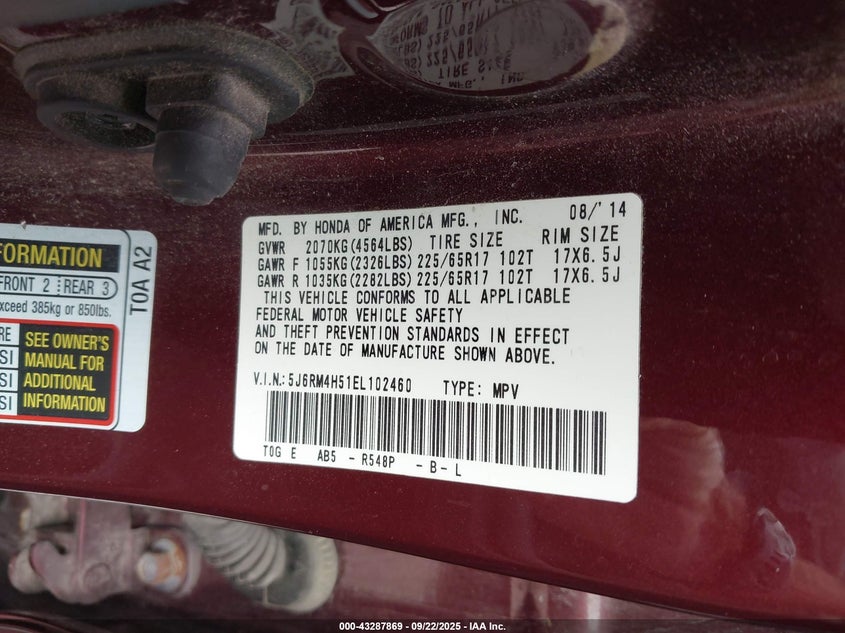 MFD. BY HONDA OF AMERICA MFG., INC. 08/'14
GVWR 2070KG(4564LBS) TIRE SIZE RIM SIZE
GAWR F 1055KG(2326LBS) 225/65R17 102T 17X6.5J
GAWR R 1035KG(2282LBS) 225/65R17 102T 17X6.5J
THIS VEHICLE CONFORMS TO ALL APPLICABLE
FEDERAL MOTOR VEHICLE SAFETY
AND THEFT PREVENTION STANDARDS IN EFFECT
ON THE DATE OF MANUFACTURE SHOWN ABOVE.
V.I.N.:5J6RM4H51EL102460 TYPE: MPV
T0G E AB5 -R548P -B-L
FRONT 2 REAR 3
385kg or 850lbs.
SEE OWNER'S
MANUAL FOR
ADDITIONAL
INFORMATION
T0A A2
000-43287869 - 09/22/2025 - IAA Inc.